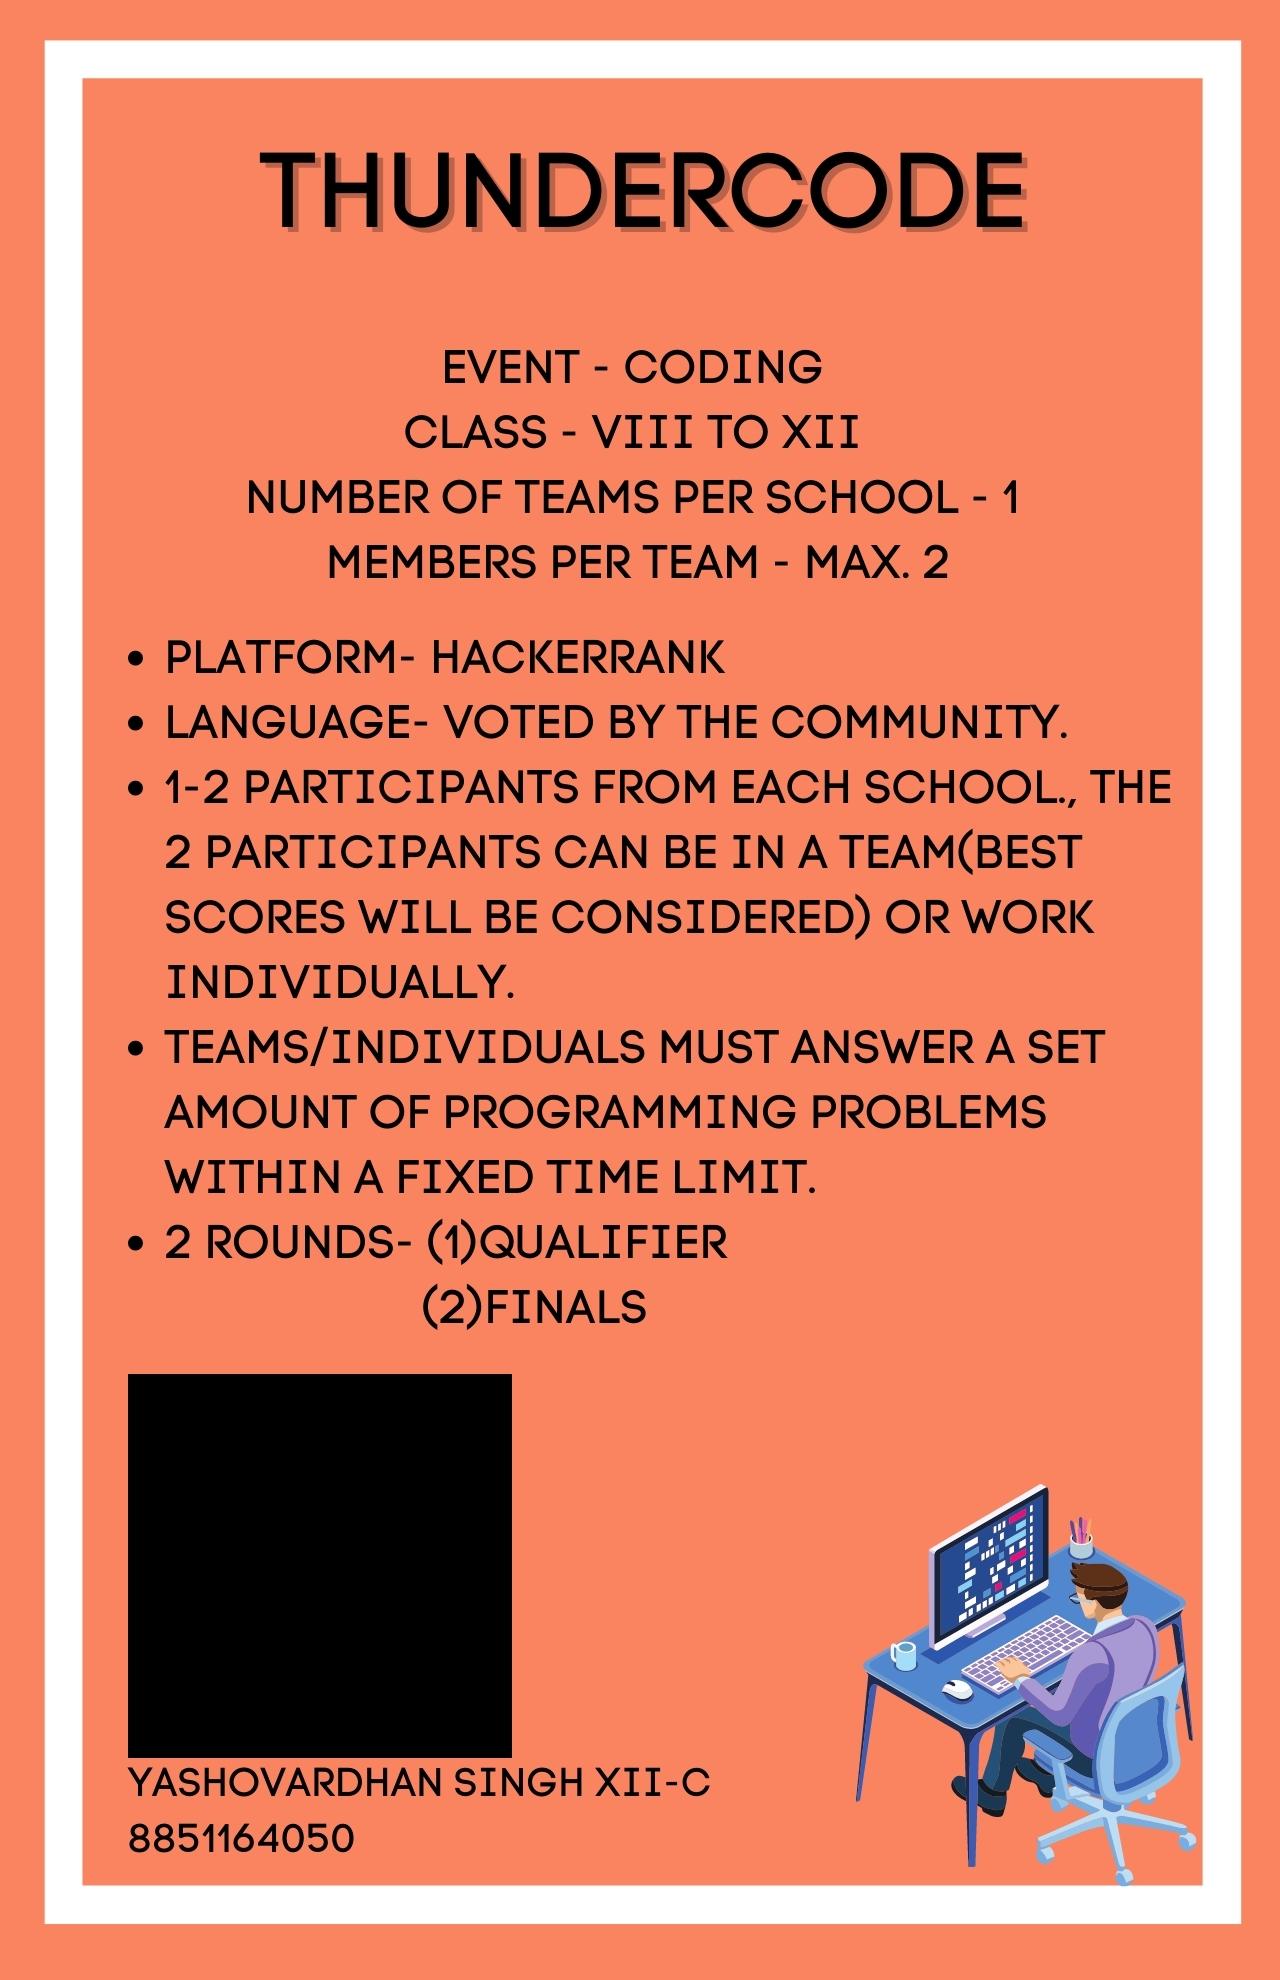 THUNDERCODE
EVENT - CODING
CLASS - VIII TO XII
NUMBER OF TEAMS PER SCHOOL - 1
MEMBERS PER TEAM - MAX. 2
• PLATFORM- HACKERRANK
• LANGUAGE- VOTED BY THE COMMUNITY.
• 1-2 PARTICIPANTS FROM EACH SCHOOL., THE
2 PARTICIPANTS CAN BE IN A TEAM(BEST
SCORES WILL BE CONSIDERED) OR WORK
INDIVIDUALLY.
• TEAMS/INDIVIDUALS MUST ANSWER A SET
AMOUNT OF PROGRAMMING PROBLEMS
WITHIN A FIXED TIME LIMIT.
• 2 ROUNDS- (1)QUALIFIER
(2)FINALS
YASHOVARDHAN SINGH XII-C
8851164050